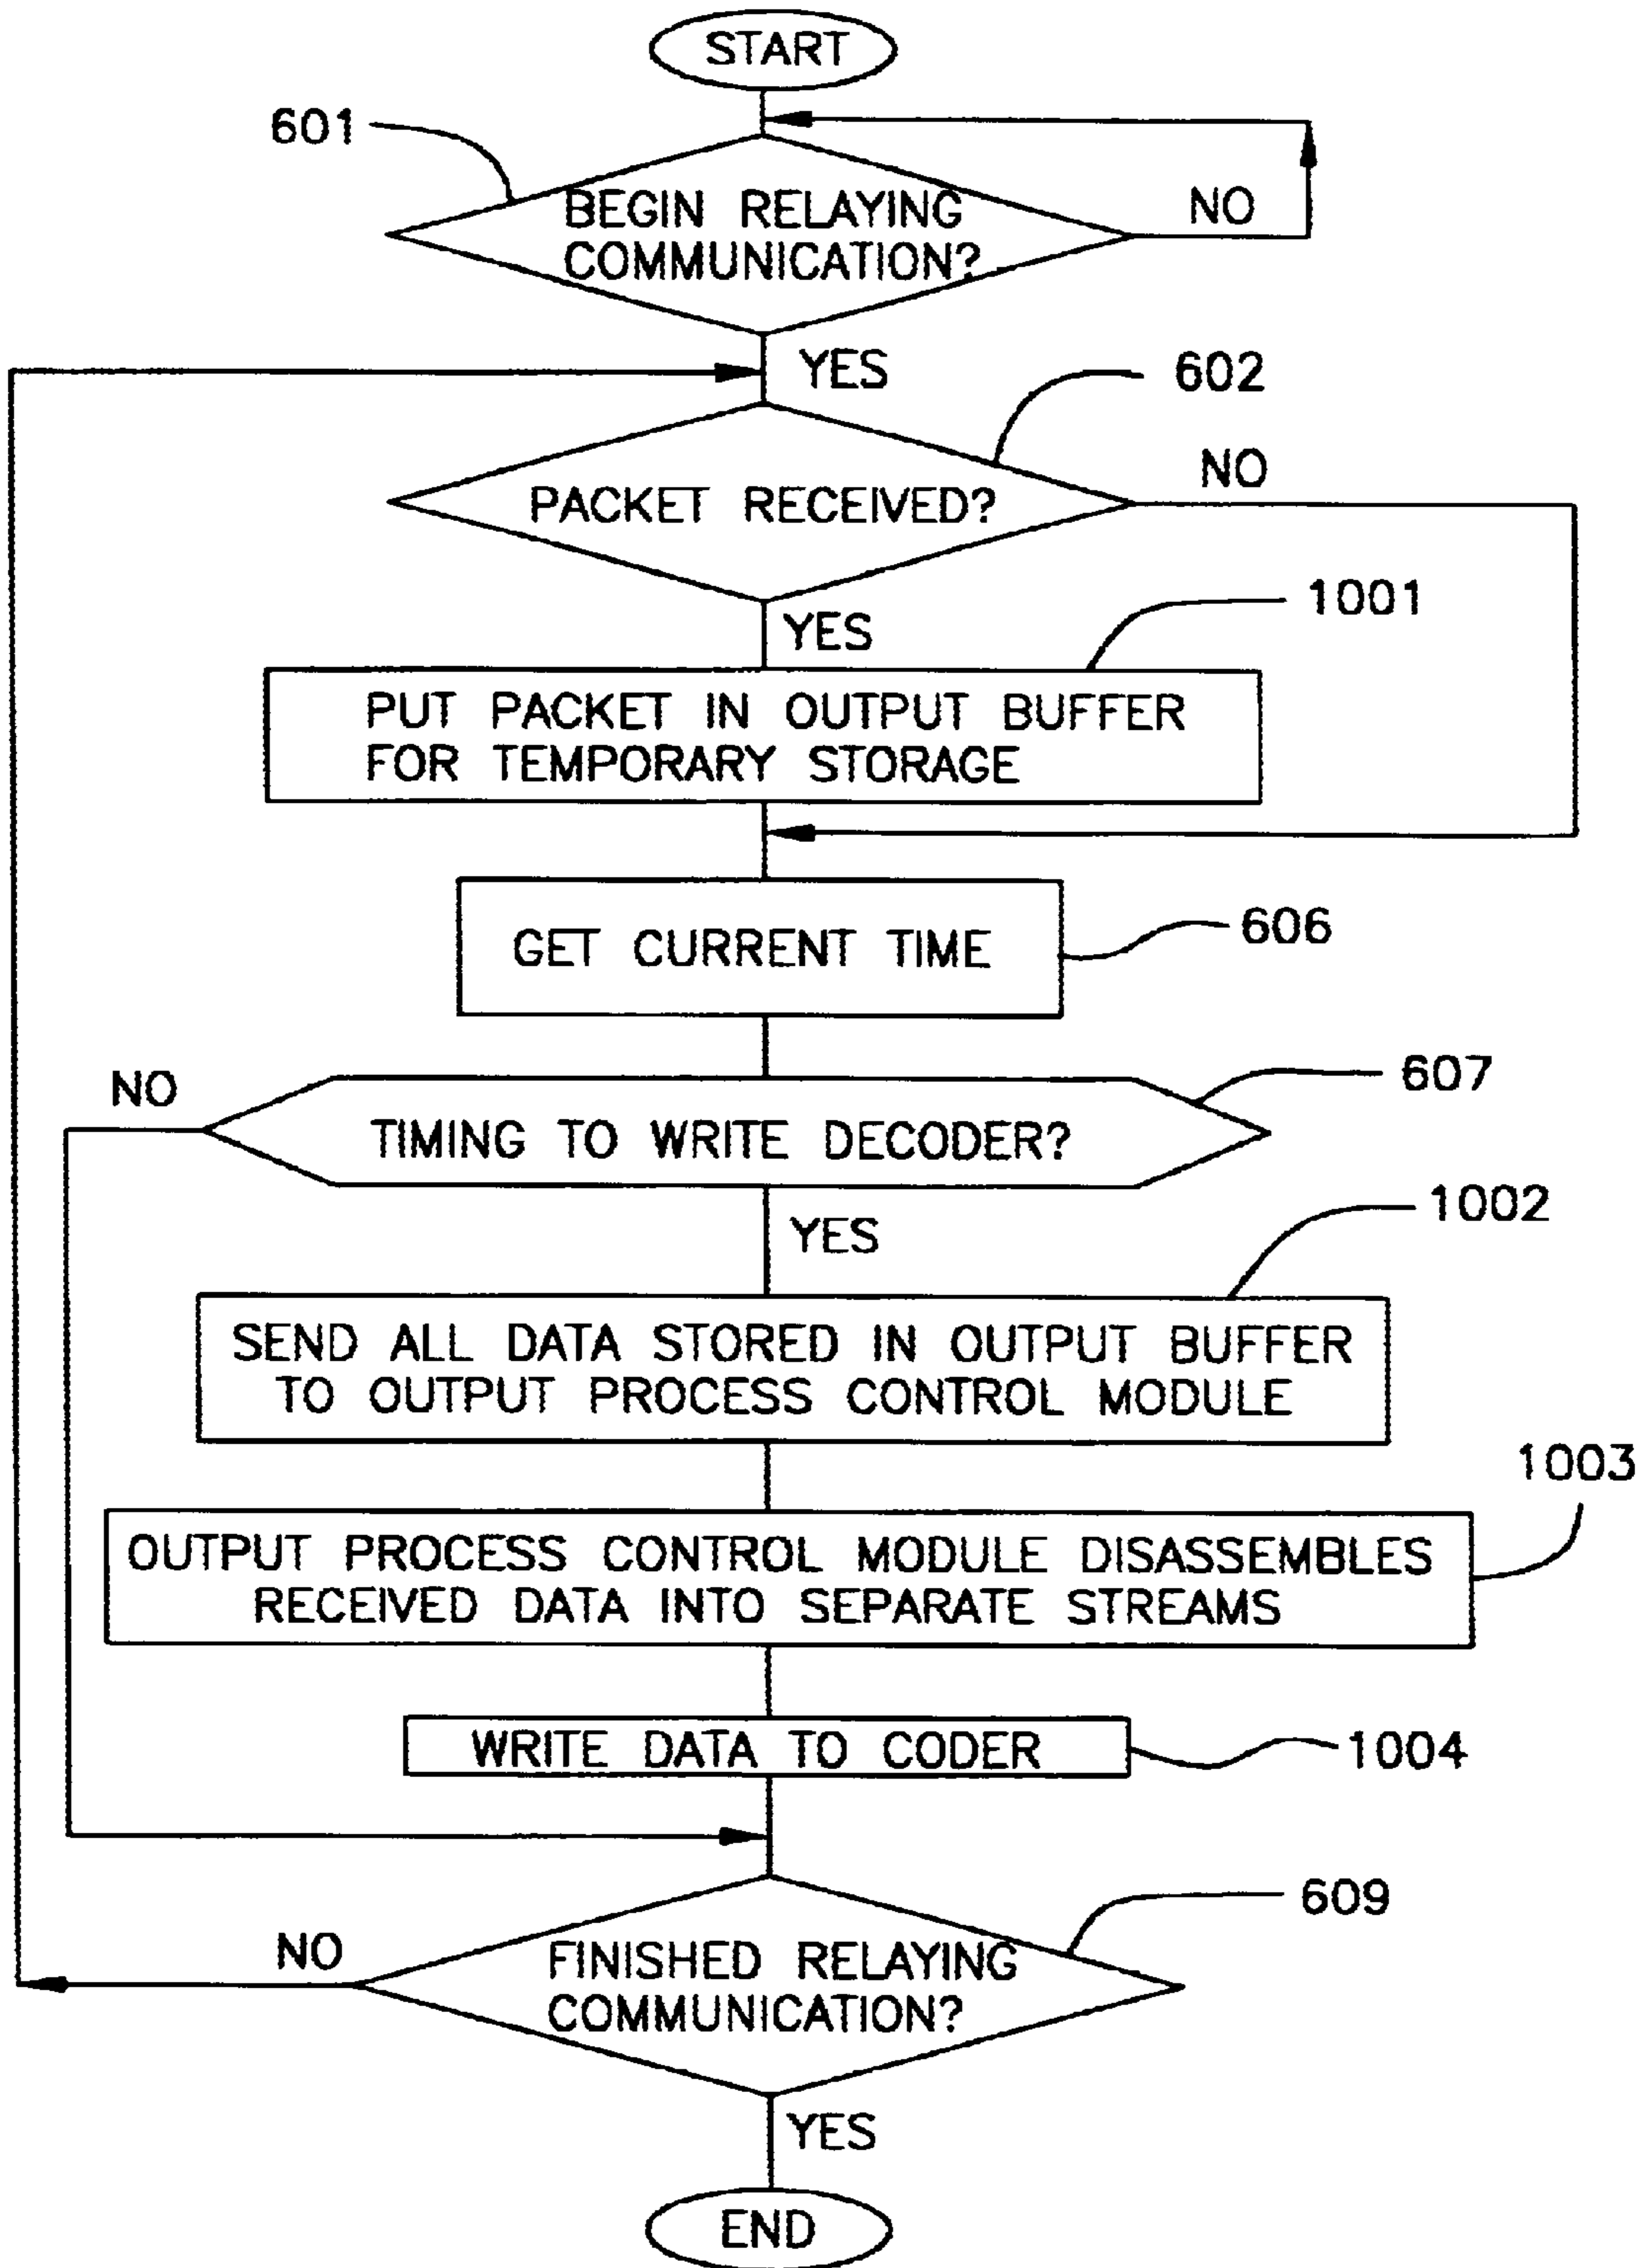 START
601
BEGIN RELAYING
COMMUNICATION?
NO
YES
602
PACKET RECEIVED?
NO
YES
1001
PUT PACKET IN OUTPUT BUFFER
FOR TEMPORARY STORAGE
GET CURRENT TIME
606
NO
TIMING TO WRITE DECODER?
607
YES
1002
SEND ALL DATA STORED IN OUTPUT BUFFER
TO OUTPUT PROCESS CONTROL MODULE
1003
OUTPUT PROCESS CONTROL MODULE DISASSEMBLES
RECEIVED DATA INTO SEPARATE STREAMS
WRITE DATA TO CODER
1004
609
NO
FINISHED RELAYING
COMMUNICATION?
YES
END